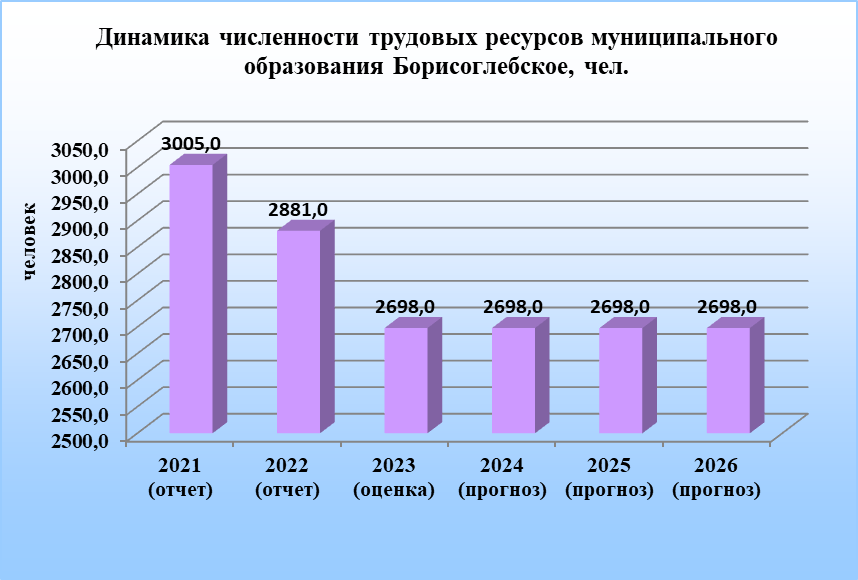 Динамика численности трудовых ресурсов муниципального
образования Борисоглебское, чел.
человек
3050,0
3000,0
2950,0
2900,0
2850,0
2800,0
2750,0
2700,0
2650,0
2600,0
2550,0
2500,0
3005,0
2881,0
2698,0
2698,0
2698,0
2698,0
2021
(отчет)
2022
(отчет)
2023
(оценка)
2024
(прогноз)
2025
(прогноз)
2026
(прогноз)